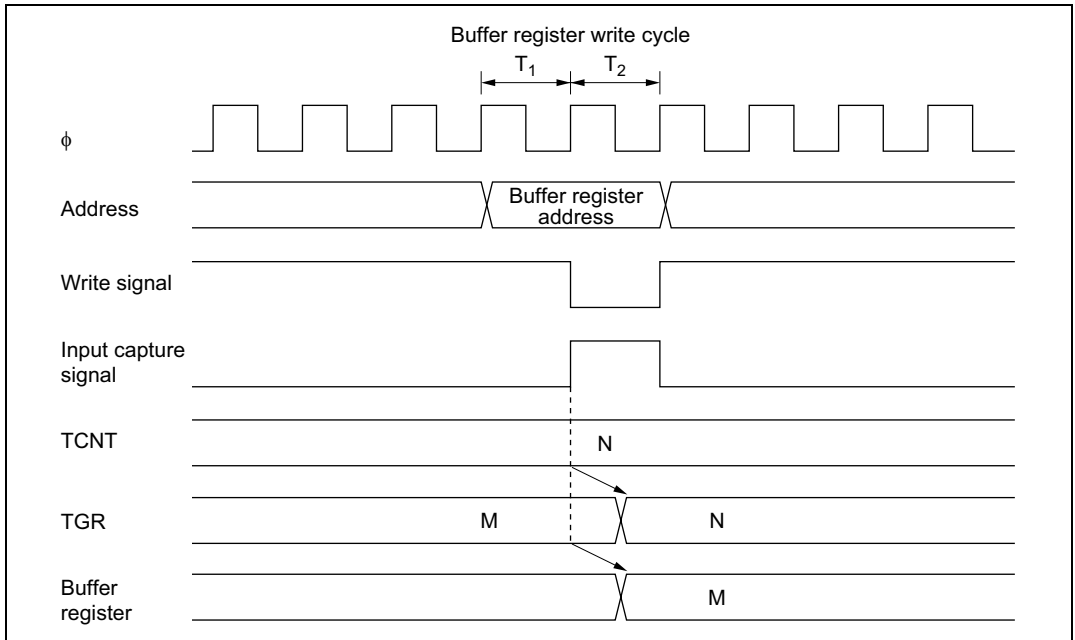 Buffer register write cycle
T₁ T₂
ϕ
Address
Buffer register
address
Write signal
Input capture
signal
TCNT
N
TGR
M N
Buffer
register
M